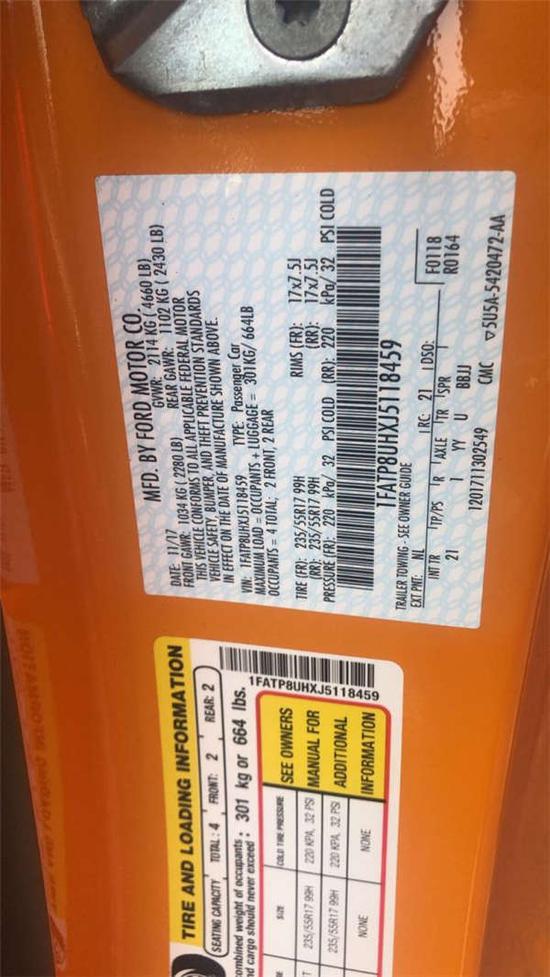 MFD. BY FORD MOTOR CO.
DATE: 11/17 GVWR: 2114 KG ( 4660 LB)
FRONT GAWR: 1034 KG (2280 LB) REAR GAWR: 1102 KG ( 2430 LB)
THIS VEHICLE CONFORMS TO ALL APPLICABLE FEDERAL MOTOR
VEHICLE SAFETY, BUMPER, AND THEFT PREVENTION STANDARDS
IN EFFECT ON THE DATE OF MANUFACTURE SHOWN ABOVE.
VIN: 1FATP8UHXJ5118459 TYPE: Passenger Car
MAXIMUM LOAD = OCCUPANTS + LUGGAGE = 301KG/ 664LB
OCCUPANTS = 4 TOTAL; 2 FRONT, 2 REAR
TIRE (FR): 235/55R17 99H RIMS (FR): 17x7.5J
(RR): 235/55R17 99H (RR): 17x7.5J
PRESSURE (FR): 220 kPa/ 32 PSI COLD (RR): 220 kPa/ 32 PSI COLD
1FATP8UHXJ5118459
TRAILER TOWING - SEE OWNER GUIDE
EXT PNT: NL RC: 21 DSO: F0118
INT TR TP/PS R AXLE TR SPR R0164
21 I YY U BBJJ
1201711302549 CMC ▽5U5A-5420472-AA
TIRE AND LOADING INFORMATION
SEATING CAPACITY TOTAL: 4 FRONT: 2 REAR: 2
combined weight of occupants
and cargo should never exceed : 301 kg or 664 lbs.
1FATP8UHXJ5118459
SIZE COLD TIRE PRESSURE SEE OWNERS
235/55R17 99H 220 KPA, 32 PSI MANUAL FOR
235/55R17 99H 220 KPA, 32 PSI ADDITIONAL
NONE NONE INFORMATION